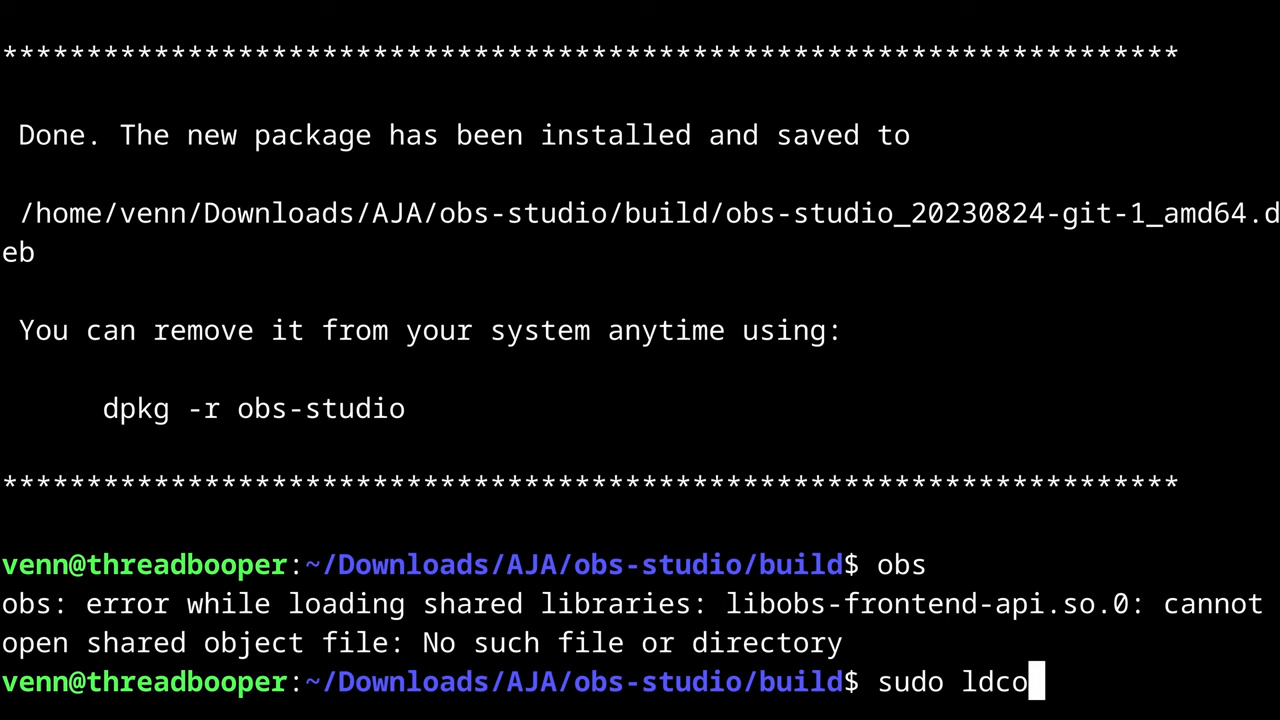 **********************************************************************
Done. The new package has been installed and saved to
/home/venn/Downloads/AJA/obs-studio/build/obs-studio_20230824-git-1_amd64.d
eb
You can remove it from your system anytime using:
dpkg -r obs-studio
**********************************************************************
venn@threadbooper:~/Downloads/AJA/obs-studio/build$ obs
obs: error while loading shared libraries: libobs-frontend-api.so.0: cannot
open shared object file: No such file or directory
venn@threadbooper:~/Downloads/AJA/obs-studio/build$ sudo ldco